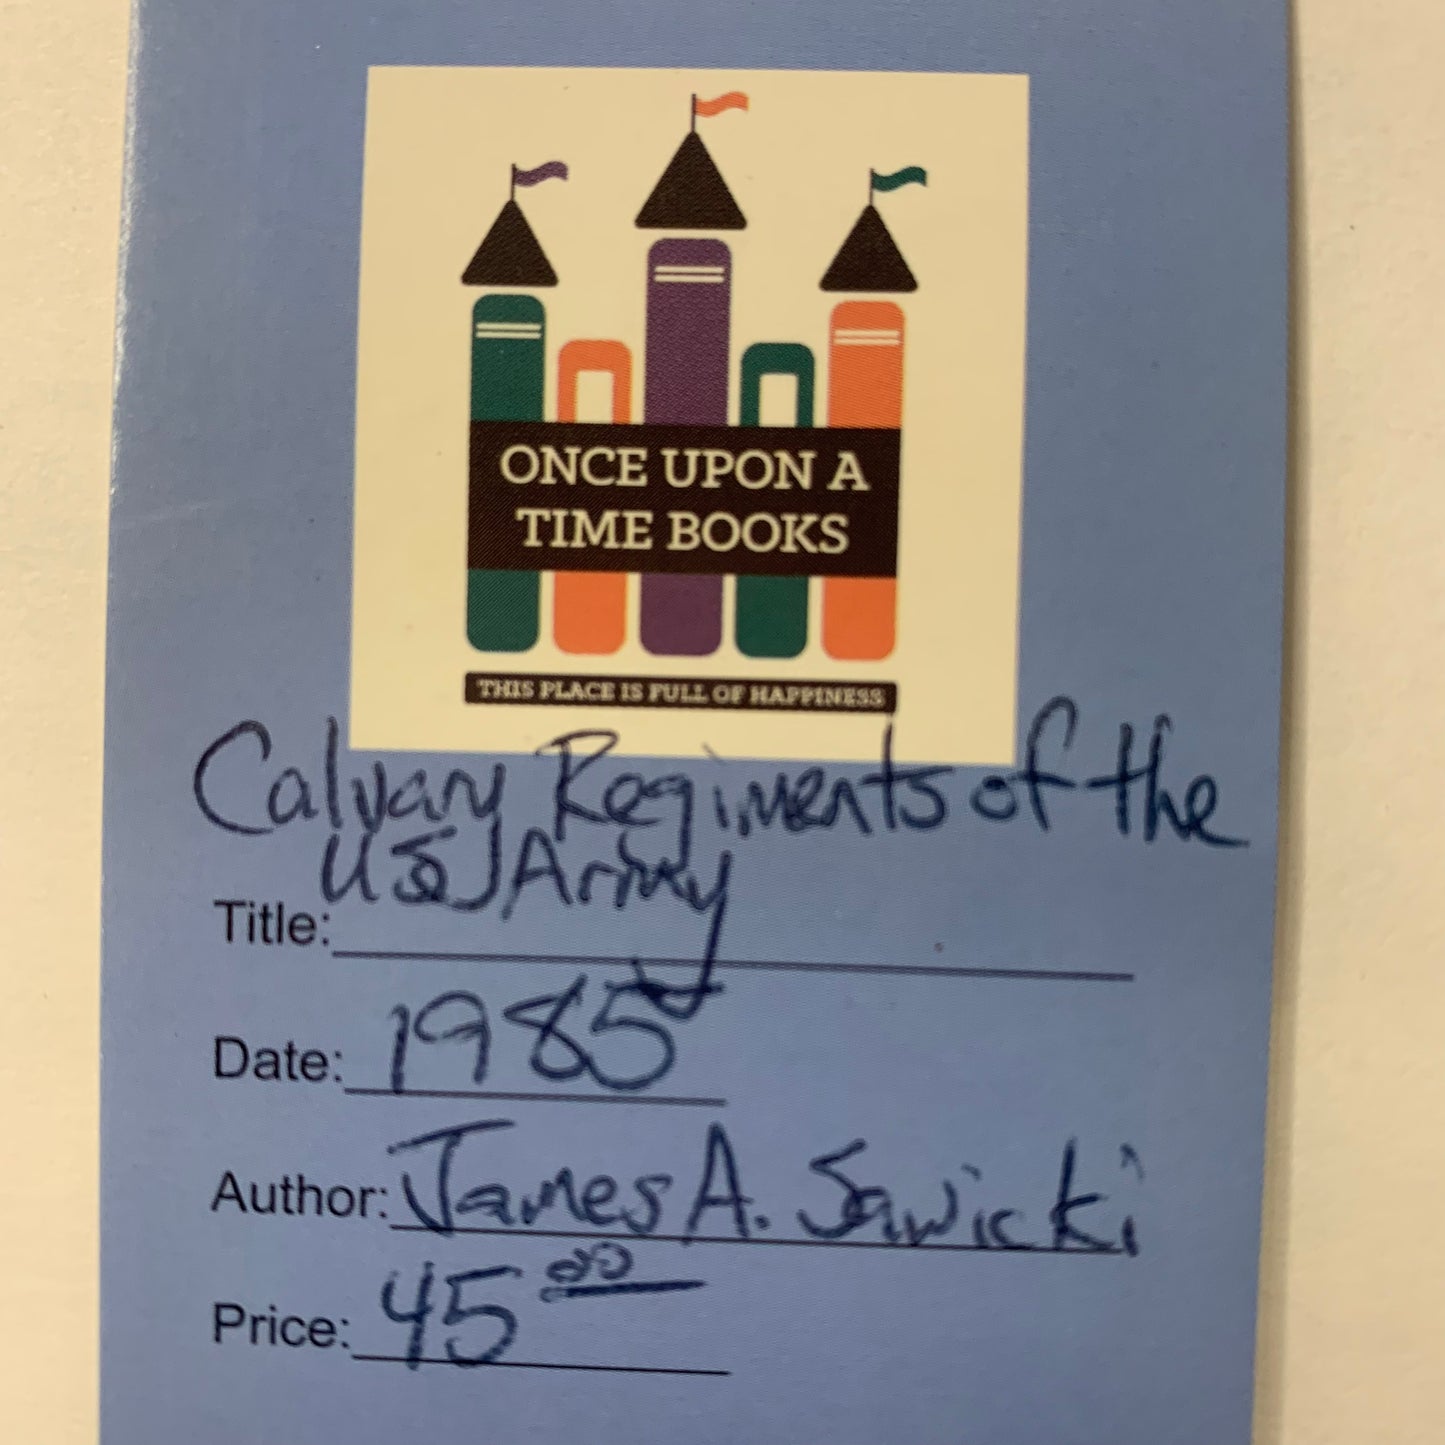 ONCE UPON A
TIME BOOKS
THIS PLACE IS FULL OF HAPPINESS
Calvary Regiments of the
US Army
Title:
Date: 1985
Author: James A. Sawicki
Price: 45.00